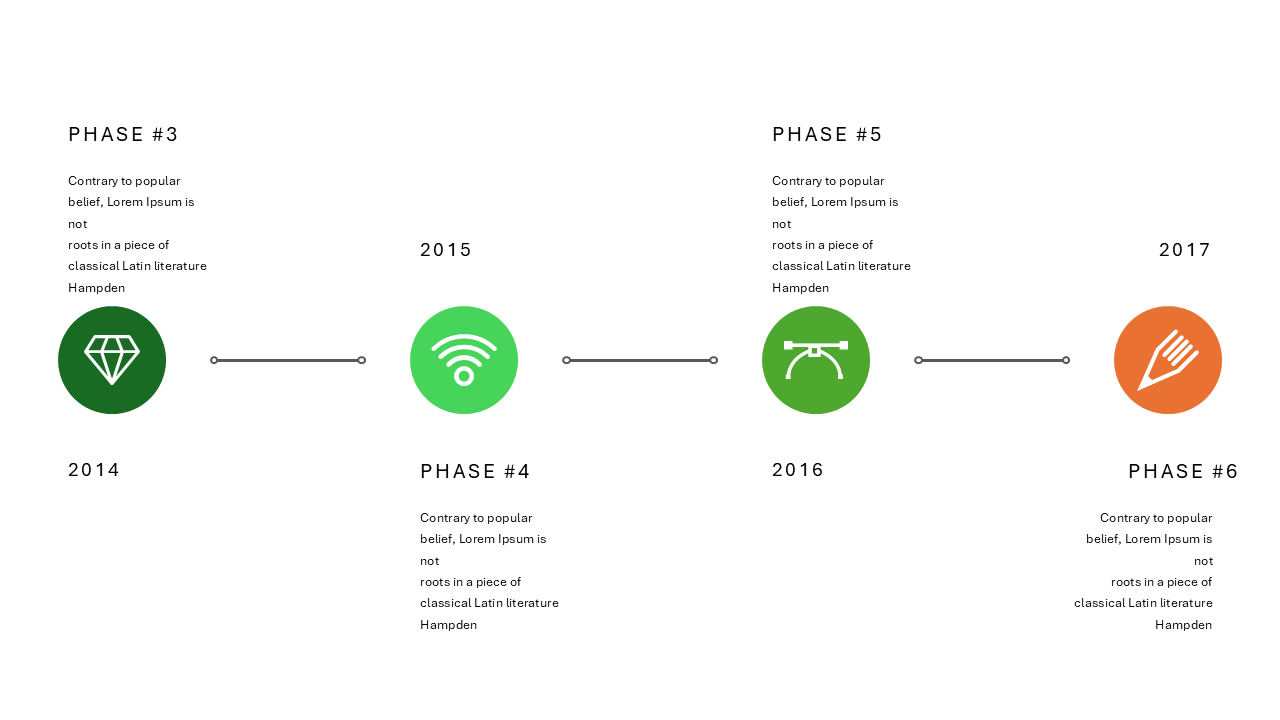 PHASE #3
Contrary to popular
belief, Lorem Ipsum is
not
roots in a piece of
classical Latin literature
Hampden
2014
2015
PHASE #4
Contrary to popular
belief, Lorem Ipsum is
not
roots in a piece of
classical Latin literature
Hampden
PHASE #5
Contrary to popular
belief, Lorem Ipsum is
not
roots in a piece of
classical Latin literature
Hampden
2016
2017
PHASE #6
Contrary to popular
belief, Lorem Ipsum is
not
roots in a piece of
classical Latin literature
Hampden